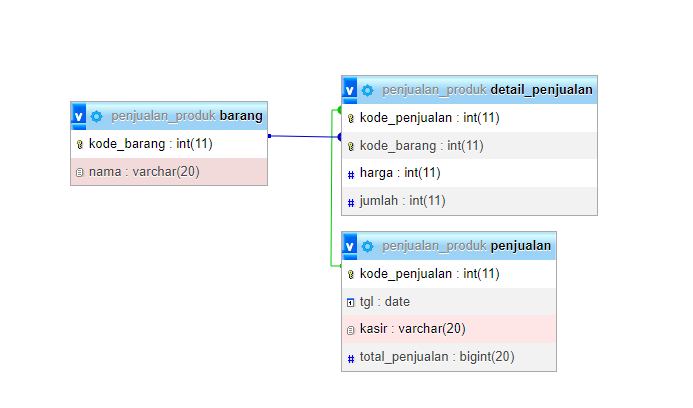 penjualan_produk barang
kode_barang : int(11)
nama : varchar(20)
penjualan_produk detail_penjualan
kode_penjualan : int(11)
kode_barang : int(11)
# harga : int(11)
# jumlah : int(11)
penjualan_produk penjualan
kode_penjualan : int(11)
tgl : date
kasir : varchar(20)
# total_penjualan : bigint(20)